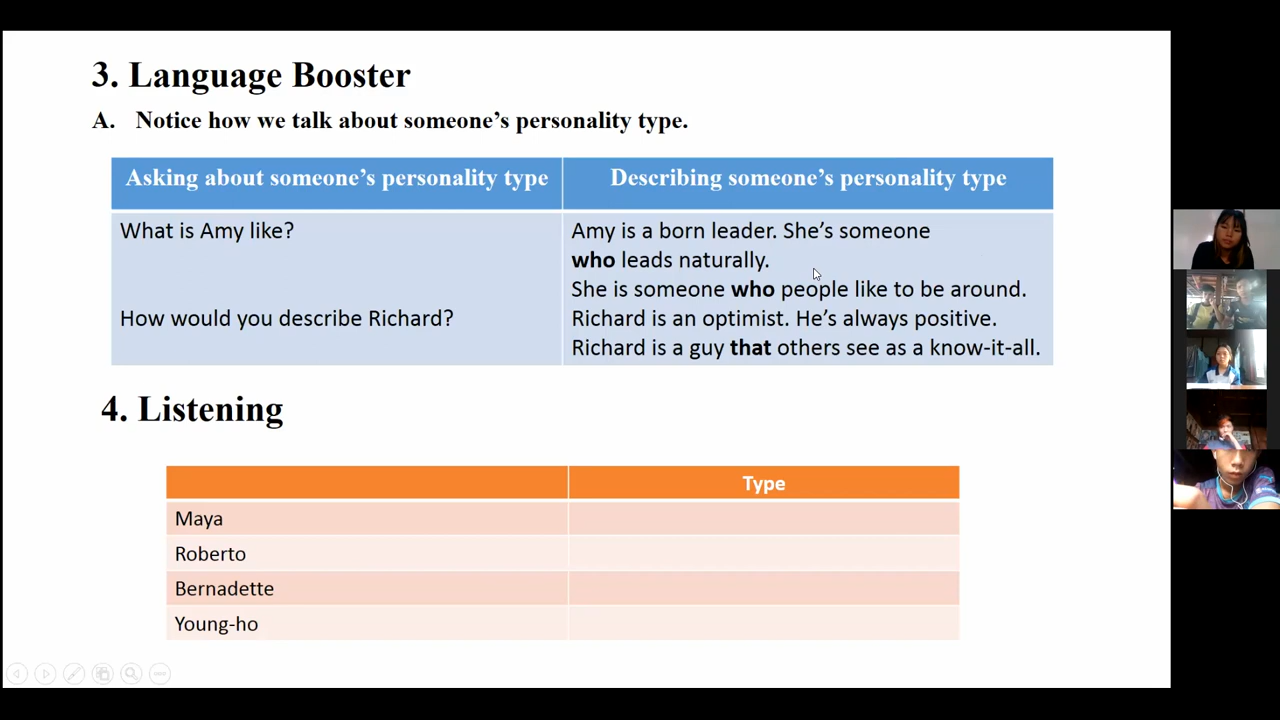 3. Language Booster
A. Notice how we talk about someone's personality type.
Asking about someone's personality type
Describing someone's personality type
What is Amy like?
How would you describe Richard?
Amy is a born leader. She's someone
who leads naturally.
She is someone who people like to be around.
Richard is an optimist. He's always positive.
Richard is a guy that others see as a know-it-all.
4. Listening
Type
Maya
Roberto
Bernadette
Young-ho